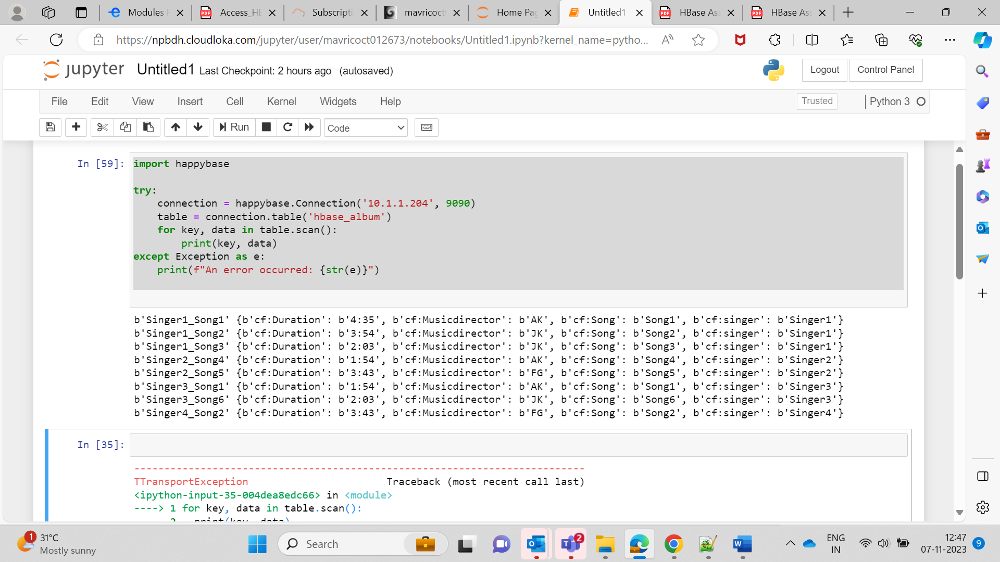 Modules F
Access_HE
Subscripti
mavricoct
Home Pag
Untitled1
HBase Ass
HBase Ass
https://npbdh.cloudloka.com/jupyter/user/mavricoct012673/notebooks/Untitled1.ipynb?kernel_name=pytho...
jupyter Untitled1 Last Checkpoint: 2 hours ago (autosaved)
Logout Control Panel
File Edit View Insert Cell Kernel Widgets Help
Trusted Python 3
Run Code
In [59]:
import happybase
try:
    connection = happybase.Connection('10.1.1.204', 9090)
    table = connection.table('hbase_album')
    for key, data in table.scan():
        print(key, data)
except Exception as e:
    print(f"An error occurred: {str(e)}")
b'Singer1_Song1' {b'cf:Duration': b'4:35', b'cf:Musicdirector': b'AK', b'cf:Song': b'Song1', b'cf:singer': b'Singer1'}
b'Singer1_Song2' {b'cf:Duration': b'3:54', b'cf:Musicdirector': b'JK', b'cf:Song': b'Song2', b'cf:singer': b'Singer1'}
b'Singer1_Song3' {b'cf:Duration': b'2:03', b'cf:Musicdirector': b'JK', b'cf:Song': b'Song3', b'cf:singer': b'Singer1'}
b'Singer2_Song4' {b'cf:Duration': b'1:54', b'cf:Musicdirector': b'AK', b'cf:Song': b'Song4', b'cf:singer': b'Singer2'}
b'Singer2_Song5' {b'cf:Duration': b'3:43', b'cf:Musicdirector': b'FG', b'cf:Song': b'Song5', b'cf:singer': b'Singer2'}
b'Singer3_Song1' {b'cf:Duration': b'1:54', b'cf:Musicdirector': b'AK', b'cf:Song': b'Song1', b'cf:singer': b'Singer3'}
b'Singer3_Song6' {b'cf:Duration': b'2:03', b'cf:Musicdirector': b'JK', b'cf:Song': b'Song6', b'cf:singer': b'Singer3'}
b'Singer4_Song2' {b'cf:Duration': b'3:43', b'cf:Musicdirector': b'FG', b'cf:Song': b'Song2', b'cf:singer': b'Singer4'}
In [35]:
---------------------------------------------------------------------------
TTransportException                       Traceback (most recent call last)
<ipython-input-35-004dea8edc66> in <module>
----> 1 for key, data in table.scan():
      2   print(key, data)
1
31°C
Mostly sunny
Search
2
ENG
IN
12:47
07-11-2023
9